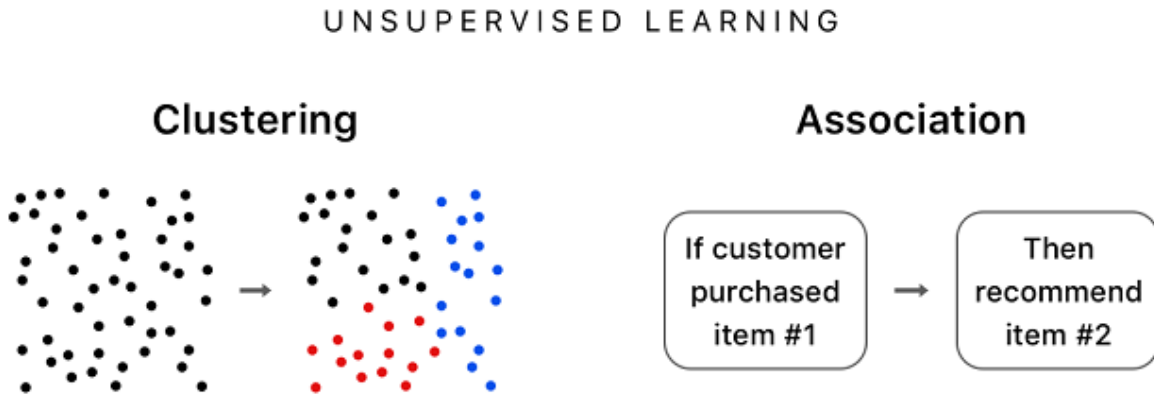 UNSUPERVISED LEARNING
Clustering
Association
If customer
purchased
item #1
Then
recommend
item #2